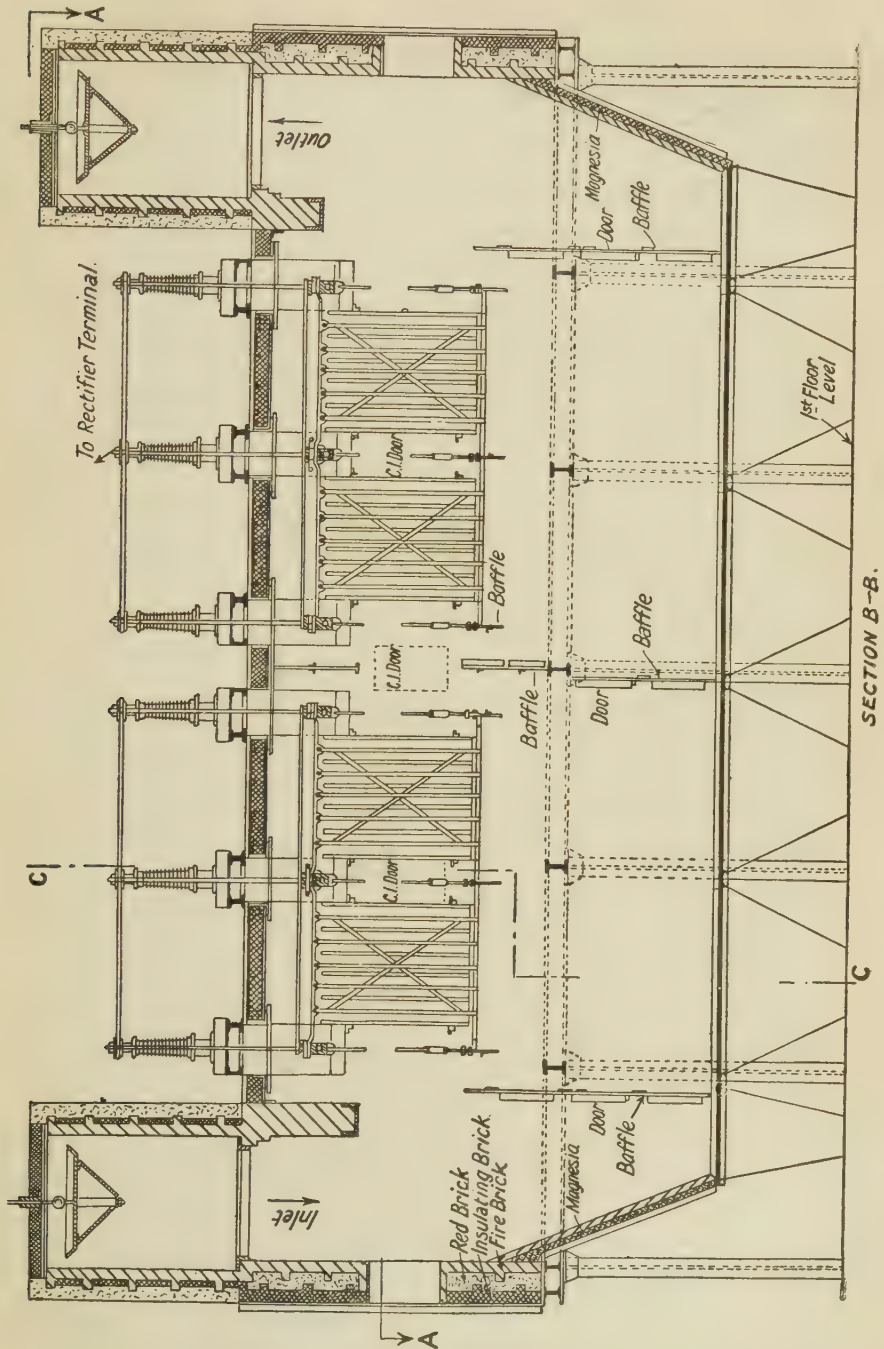 A
Outlet
Magnesia
Door
Baffle
To Rectifier Terminal.
C.I. Door
1st Floor
Level
Baffle
C.I. Door
Baffle
Baffle
Door
C
C.I. Door
C
Inlet
Red Brick
Insulating Brick
Fire Brick
Magnesia
Door
Baffle
A
SECTION B-B.